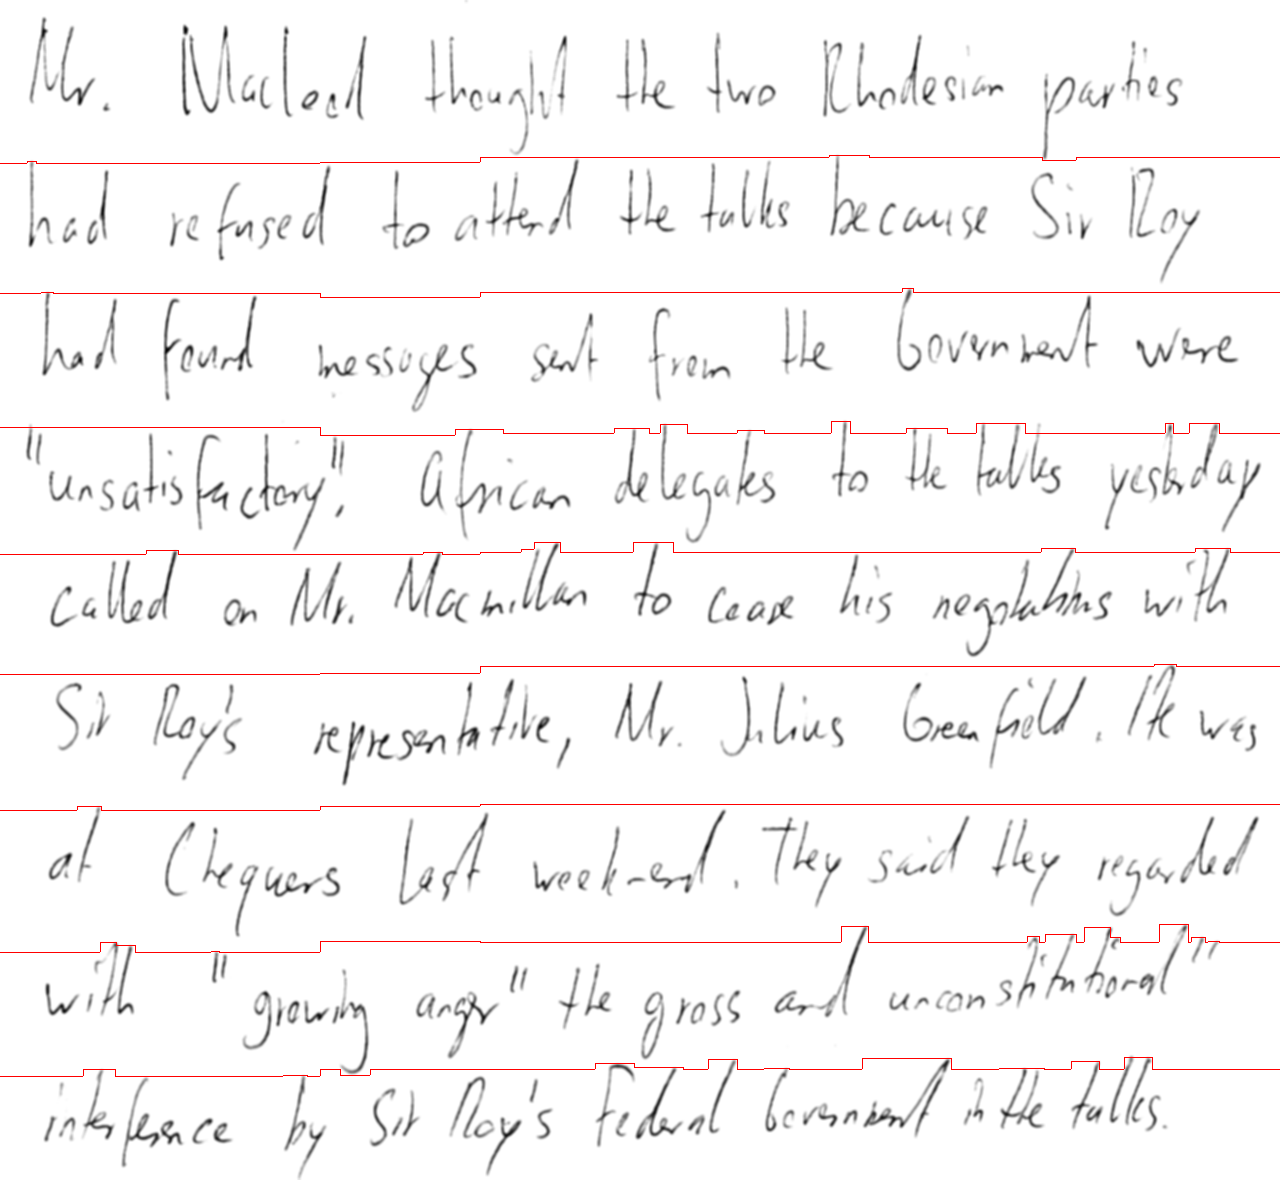 Mr. Macleod thought the two Rhodesian parties
had refused to attend the talks because Sir Roy
had found messages sent from the Government were
"unsatisfactory". African delegates to the talks yesterday
called on Mr. Macmillan to cease his negotiations with
Sir Roy's representative, Mr. Julius Greenfield. He was
at Chequers last week-end. They said they regarded
with "growing anger" the gross and unconstitutional"
interference by Sir Roy's Federal Government in the talks.